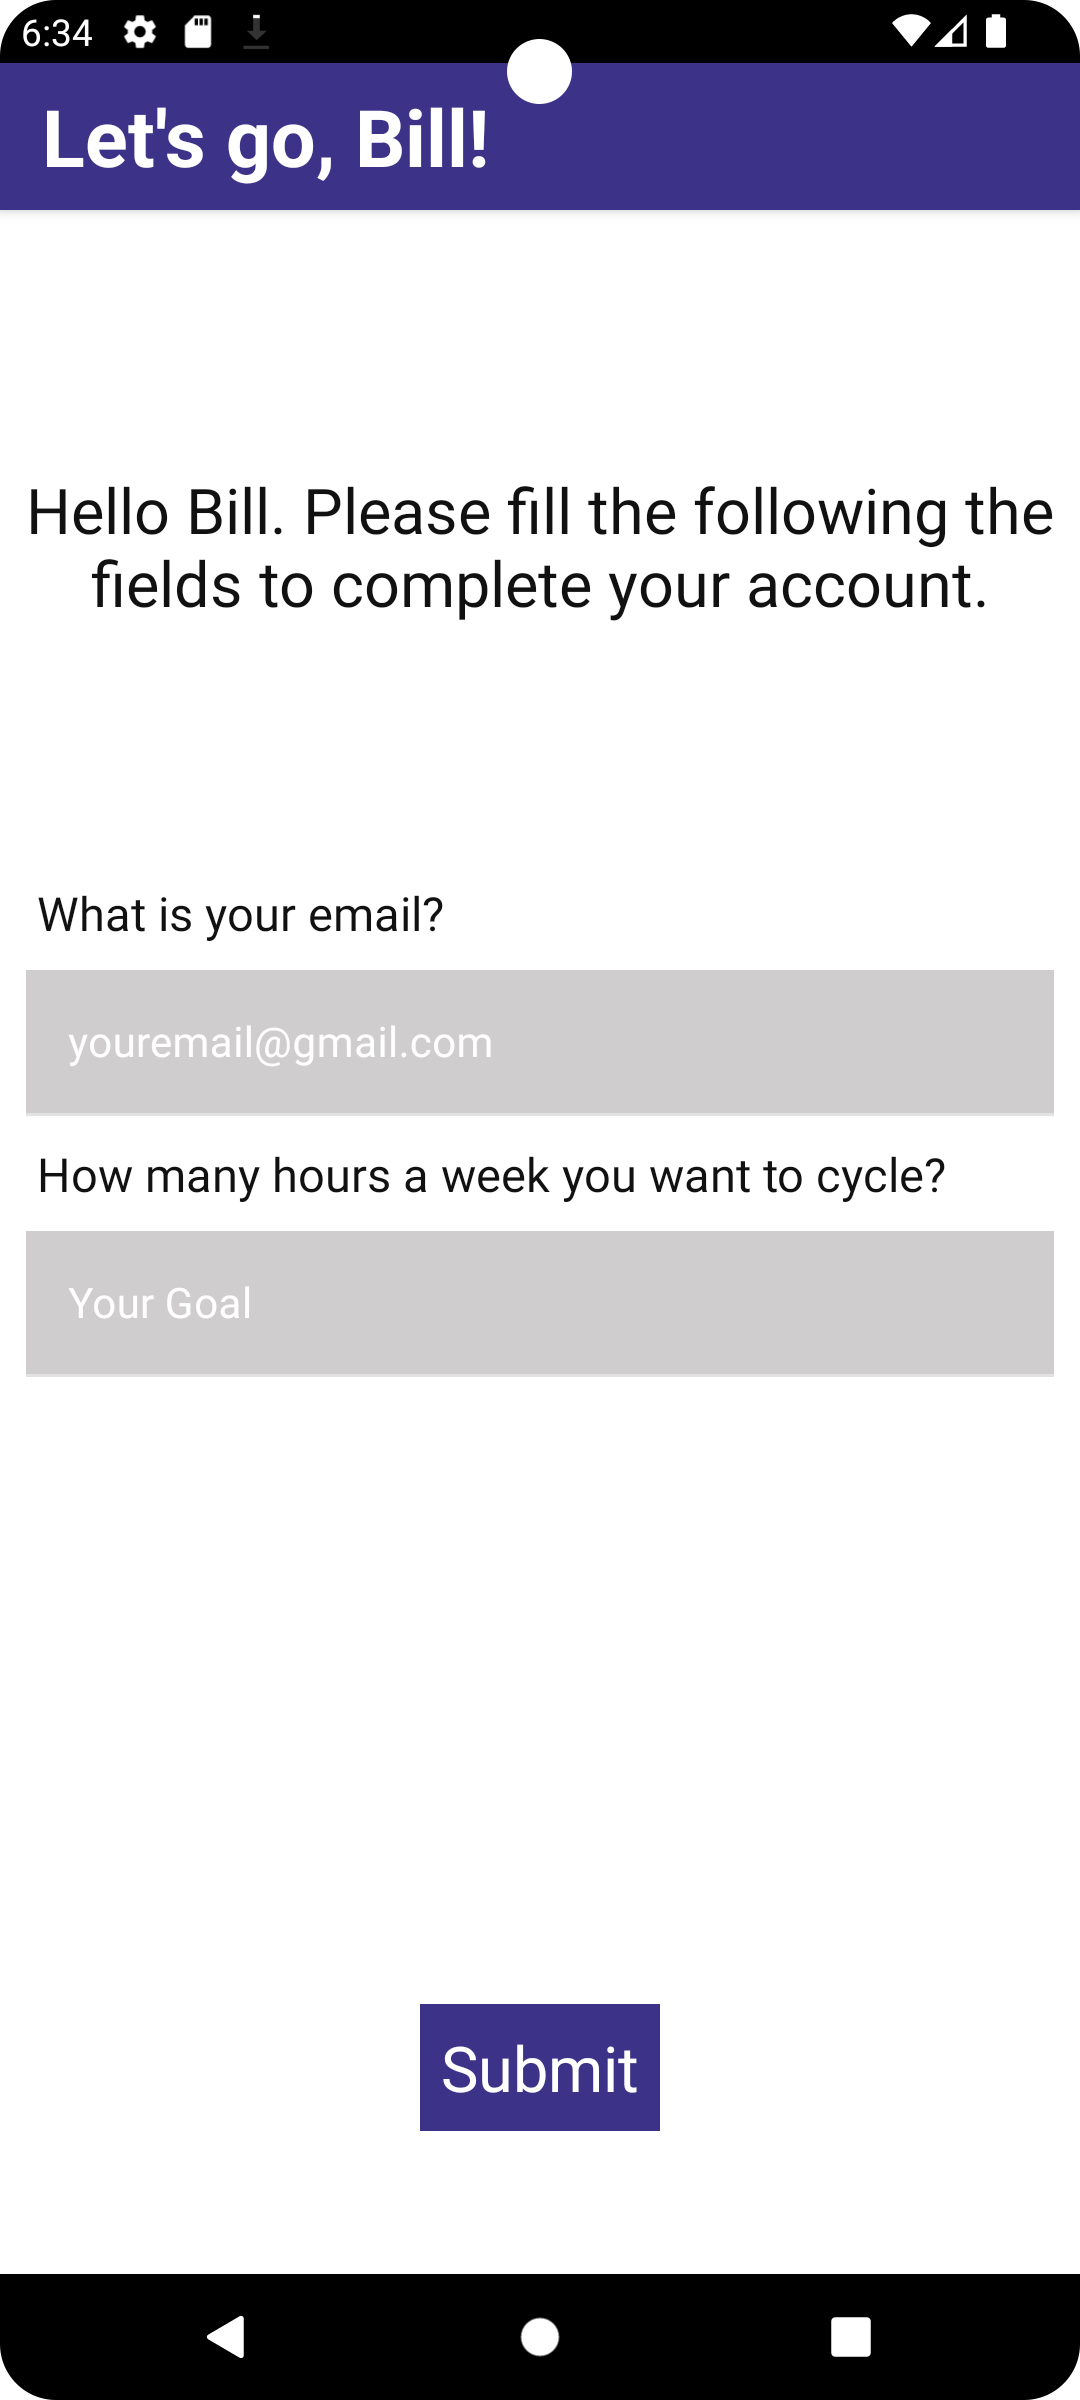 6:34
Let's go, Bill!
Hello Bill. Please fill the following the
fields to complete your account.
What is your email?
youremail@gmail.com
How many hours a week you want to cycle?
Your Goal
Submit